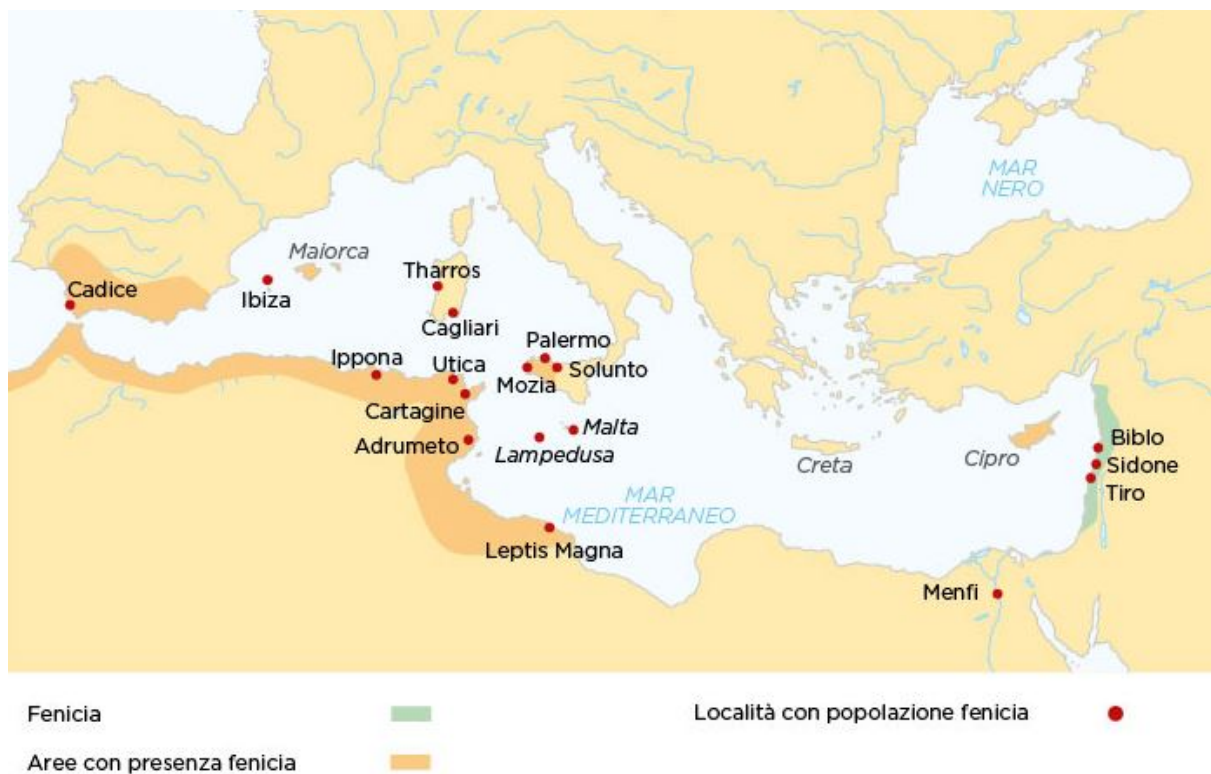 MAR
NERO
Maiorca
Cadice
Ibiza
Tharros
Cagliari
Palermo
Ippona
Utica
Solunto
Mozia
Cartagine
Malta
Adrumeto
Lampedusa
Biblo
Creta
Cipro
Sidone
Tiro
MAR
MEDITERRANEO
Leptis Magna
Menfi
Fenicia
Località con popolazione fenicia
Aree con presenza fenicia